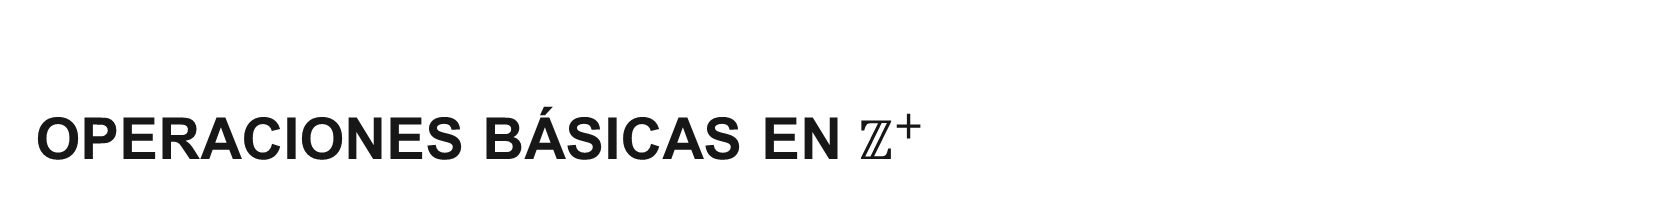 OPERACIONES BÁSICAS EN ℤ⁺